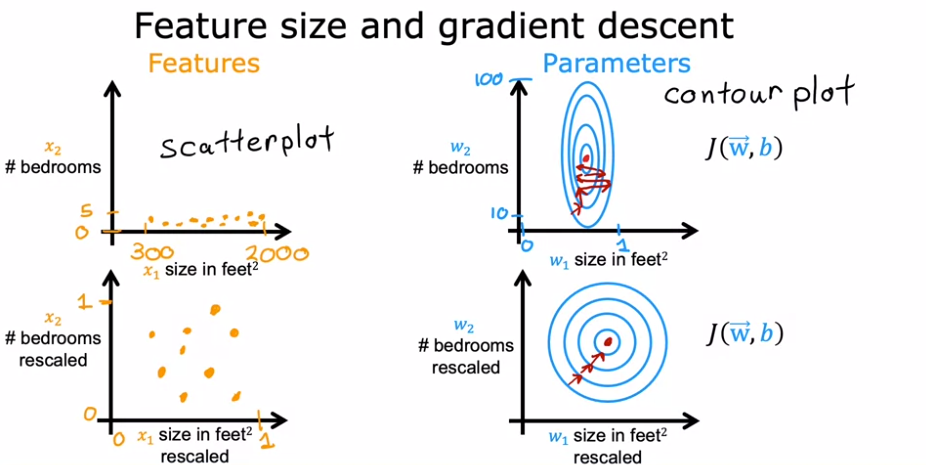 Feature size and gradient descent
Features
Parameters
x₂
# bedrooms
scatterplot
5
0
300
2000
x₁ size in feet²
100
w₂
# bedrooms
10
0
1
w₁ size in feet²
contour plot
J(w⃗, b)
1
x₂
# bedrooms
rescaled
0
0
x₁ size in feet²
rescaled
1
w₂
# bedrooms
rescaled
w₁ size in feet²
rescaled
J(w⃗, b)